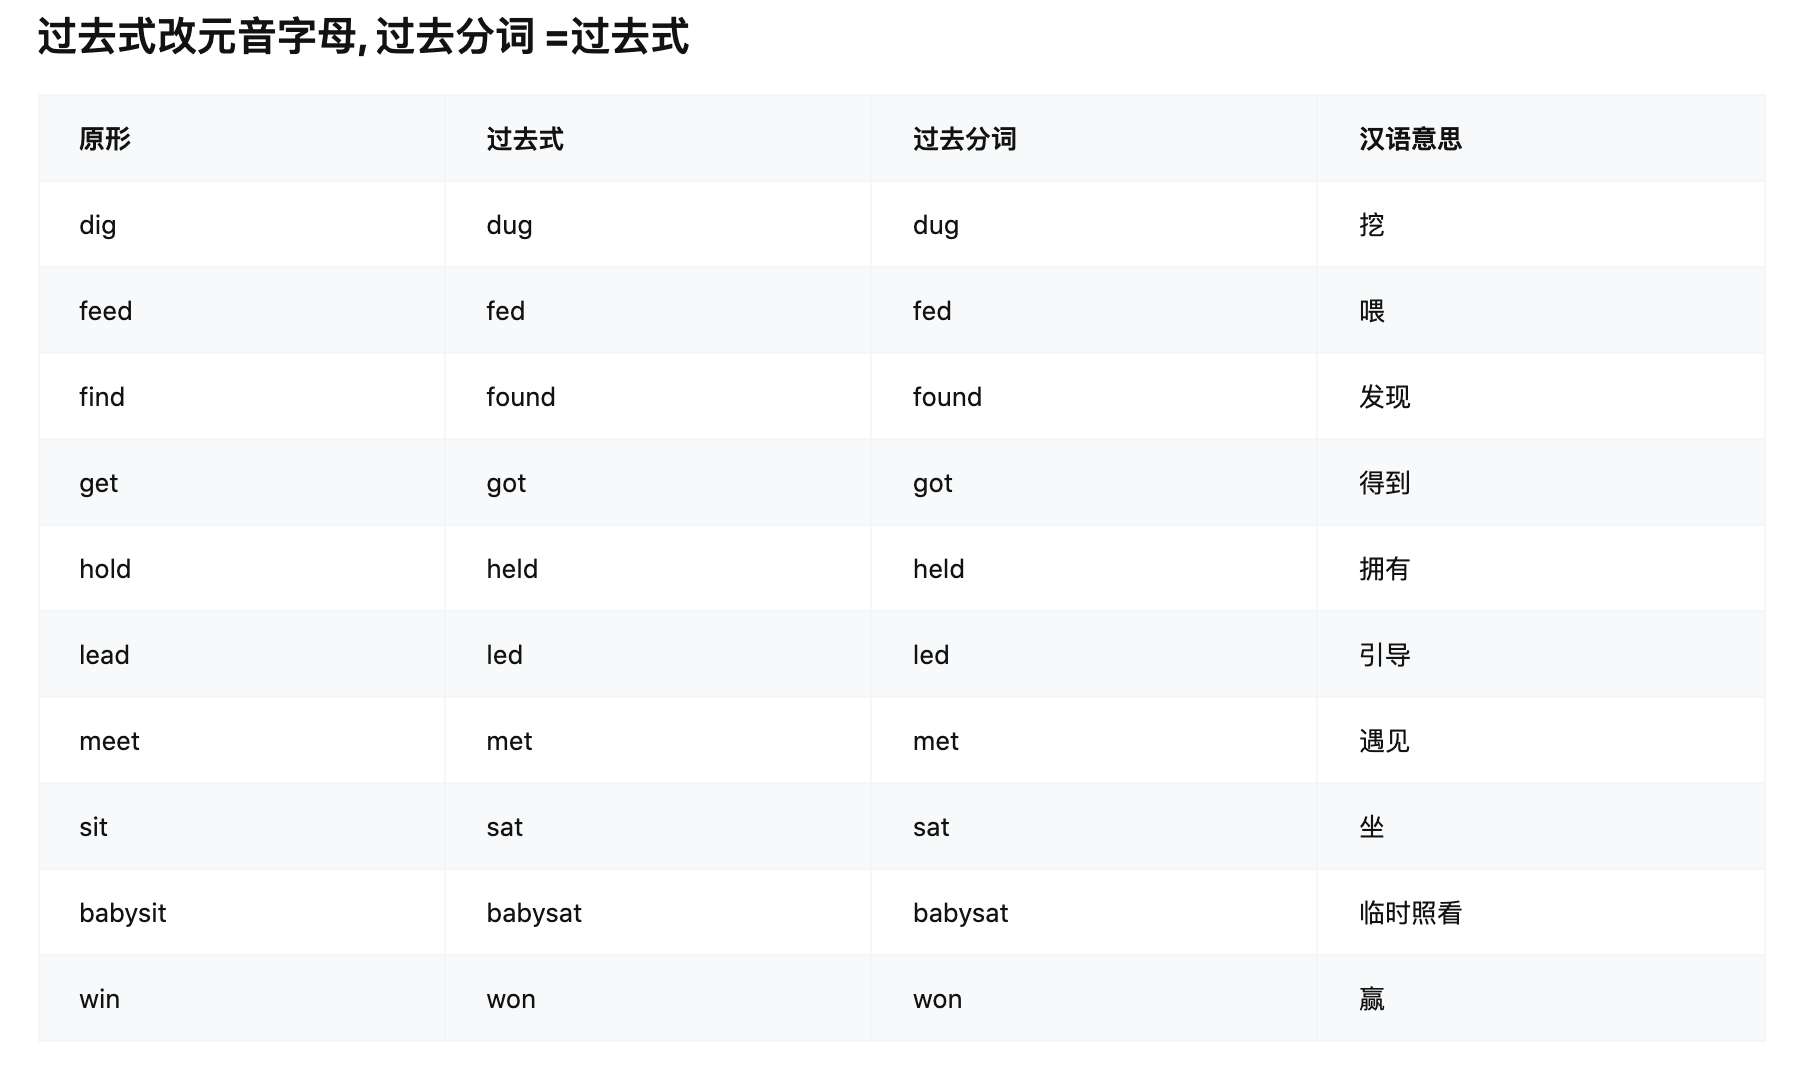 过去式改元音字母, 过去分词 =过去式
原形 过去式 过去分词 汉语意思
dig dug dug 挖
feed fed fed 喂
find found found 发现
get got got 得到
hold held held 拥有
lead led led 引导
meet met met 遇见
sit sat sat 坐
babysit babysat babysat 临时照看
win won won 赢